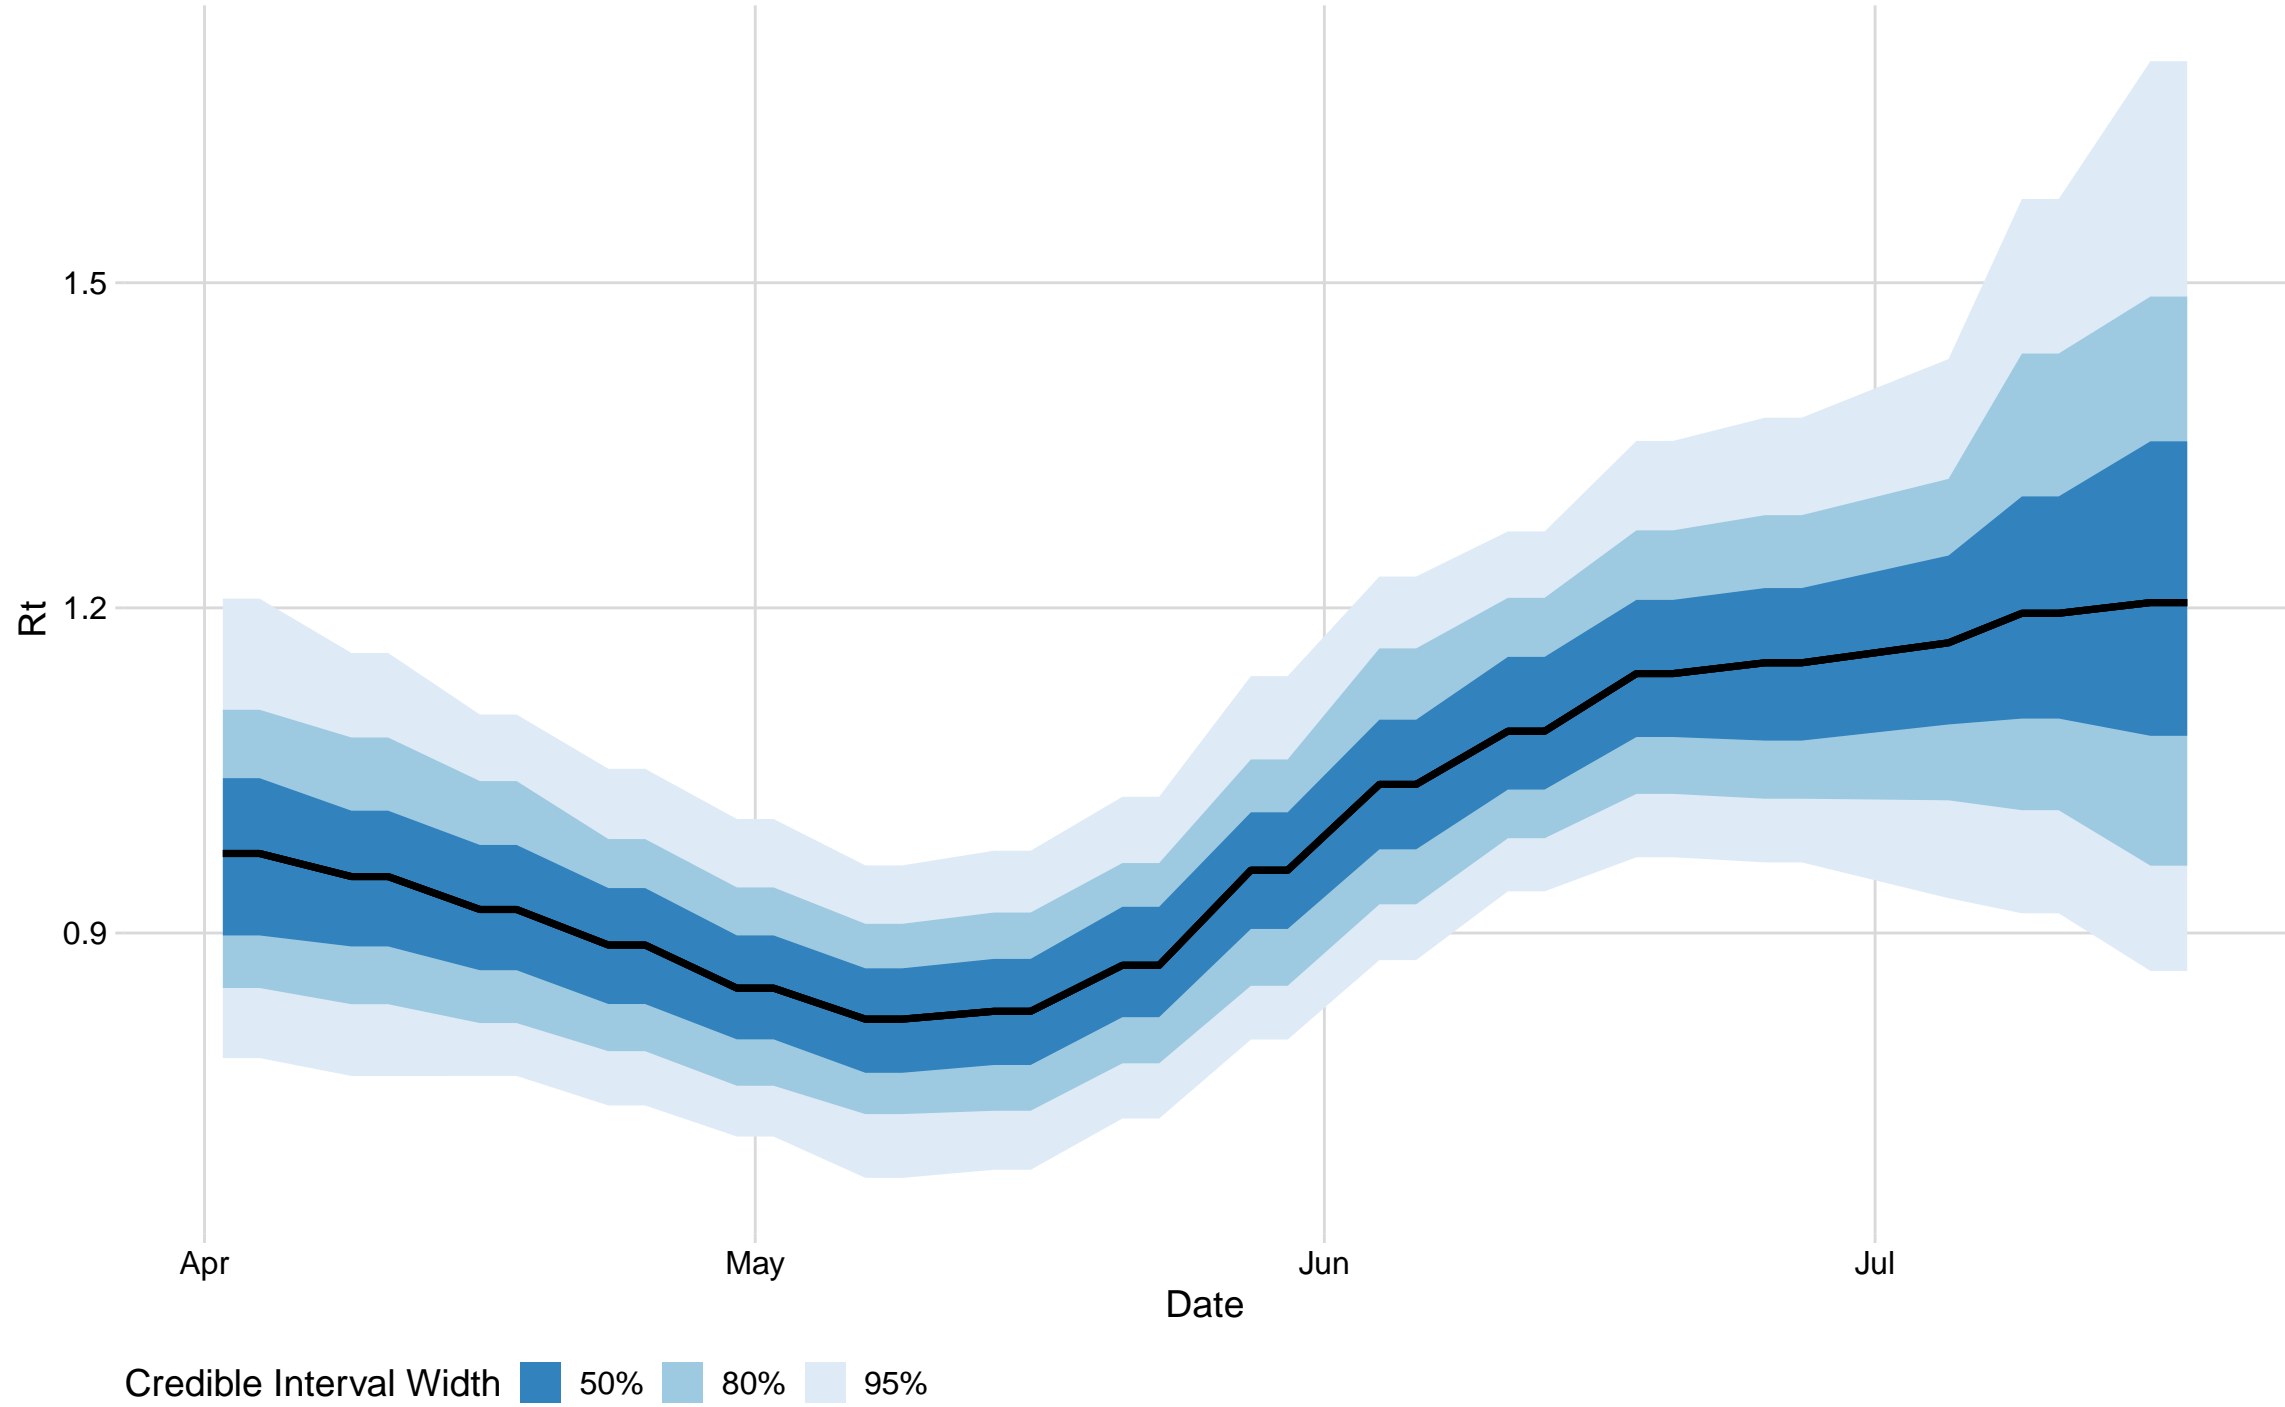 1.5
1.2
0.9
Rt
Apr May Jun Jul
Date
Credible Interval Width 50% 80% 95%